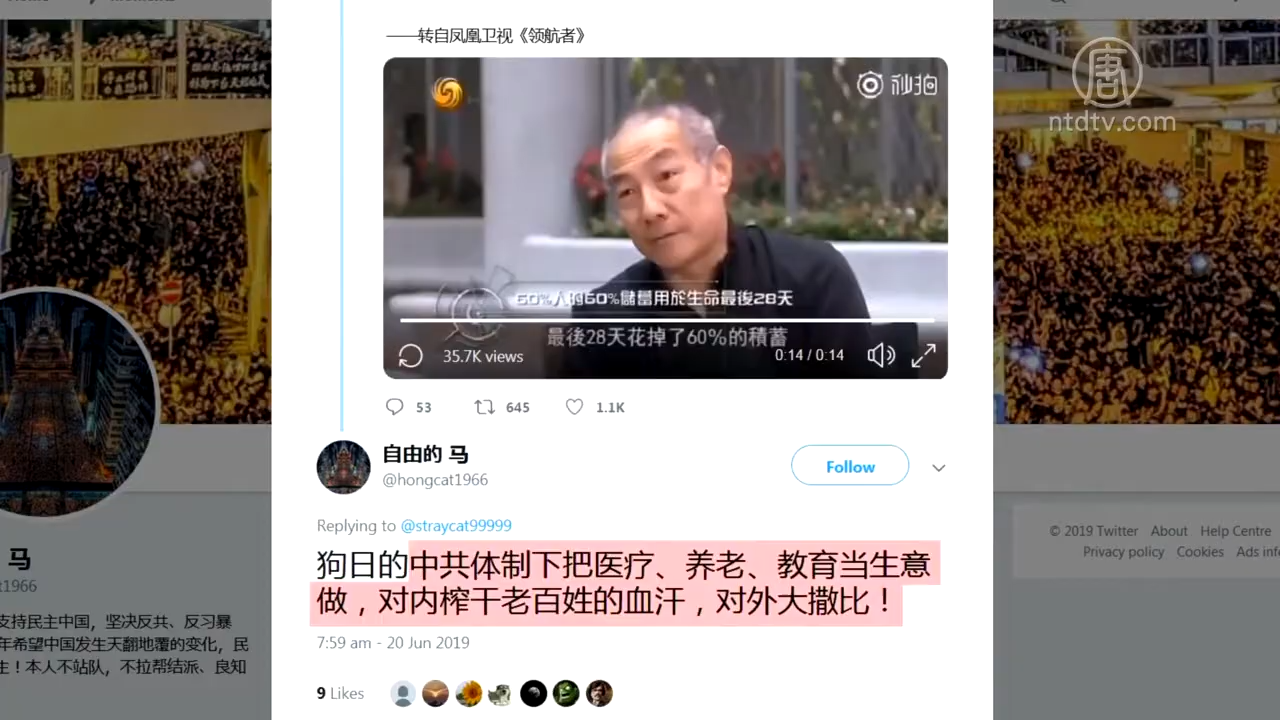 ——转自凤凰卫视《领航者》
秒拍
唐
ntdtv.com
60%人的60%儲蓄用於生命最後28天
最後28天花掉了60%的積蓄
35.7K views
0:14 / 0:14
53
645
1.1K
自由的 马
@hongcat1966
Follow
Replying to @straycat99999
狗日的中共体制下把医疗、养老、教育当生意
做，对内榨干老百姓的血汗，对外大撒比！
7:59 am - 20 Jun 2019
9 Likes
马
1966
支持民主中国，坚决反共、反习暴
年希望中国发生天翻地覆的变化，民
生！本人不站队，不拉帮结派、良知
© 2019 Twitter About Help Centre
Privacy policy Cookies Ads info